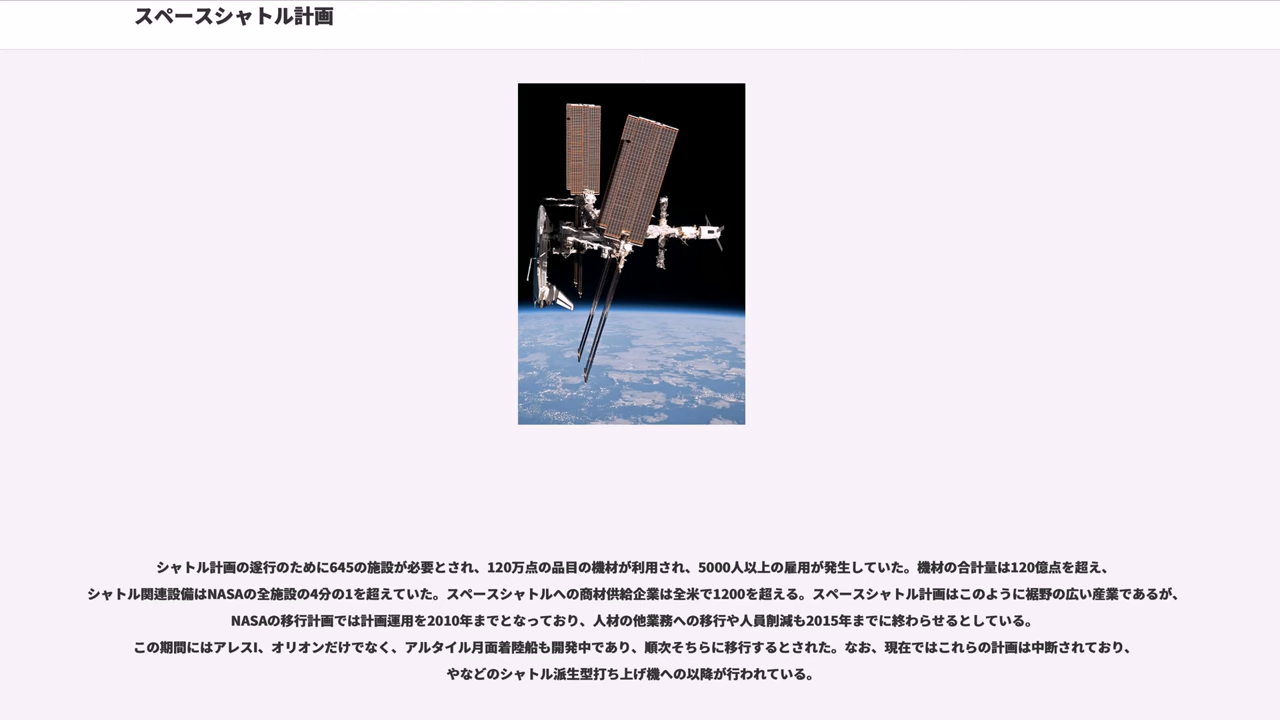 スペースシャトル計画
シャトル計画の遂行のために645の施設が必要とされ、120万点の品目の機材が利用され、5000人以上の雇用が発生していた。機材の合計量は120億点を超え、
シャトル関連設備はNASAの全施設の4分の1を超えていた。スペースシャトルへの商材供給企業は全米で1200を超える。スペースシャトル計画はこのように裾野の広い産業であるが、
NASAの移行計画では計画運用を2010年までとなっており、人材の他業務への移行や人員削減も2015年までに終わらせるとしている。
この期間にはアレスI、オリオンだけでなく、アルタイル月面着陸船も開発中であり、順次そちらに移行するとされた。なお、現在ではこれらの計画は中断されており、
やなどのシャトル派生型打ち上げ機への以降が行われている。